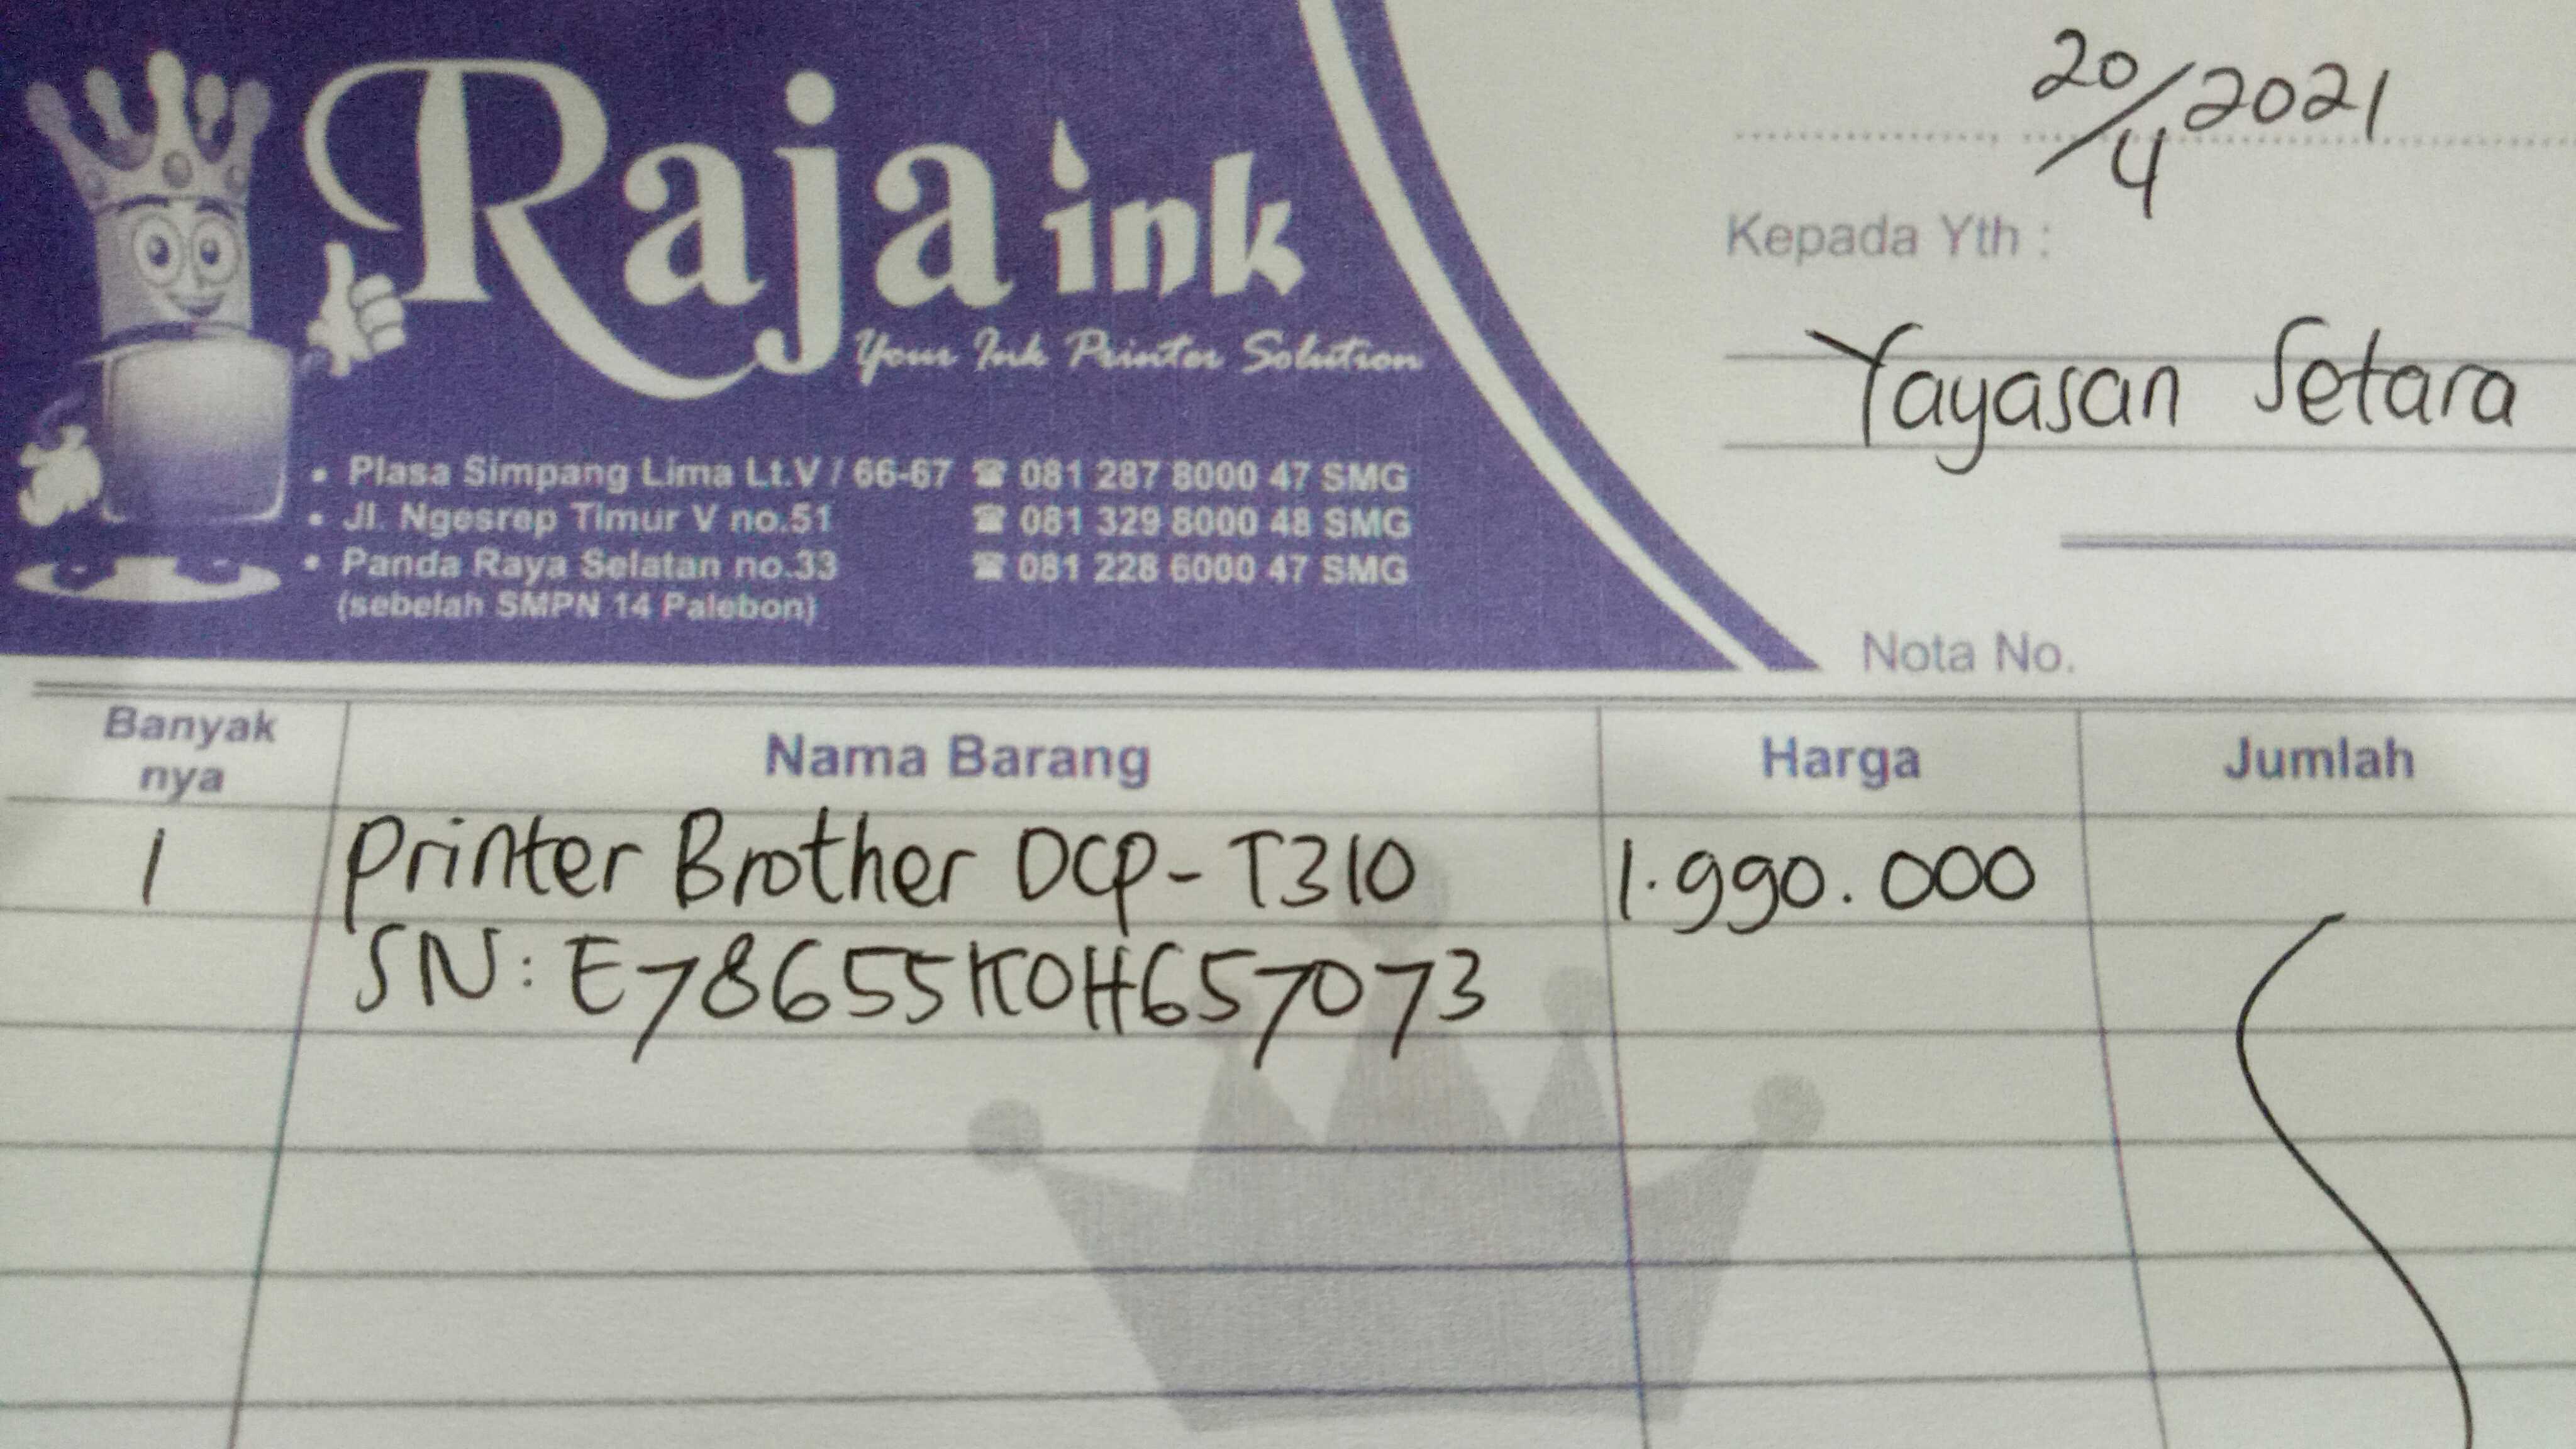 Raja ink
Your Ink Printer Solution
• Plasa Simpang Lima Lt.V / 66-67 ☎ 081 287 8000 47 SMG
• Jl. Ngesrep Timur V no.51 ☎ 081 329 8000 48 SMG
• Panda Raya Selatan no.33 ☎ 081 228 6000 47 SMG
(sebelah SMPN 14 Palebon)
20/4 2021
Kepada Yth :
Yayasan Setara
Nota No.
Banyak nya Nama Barang Harga Jumlah
1 Printer Brother DCP-T310 1.990.000
SN: E78655K0H657073